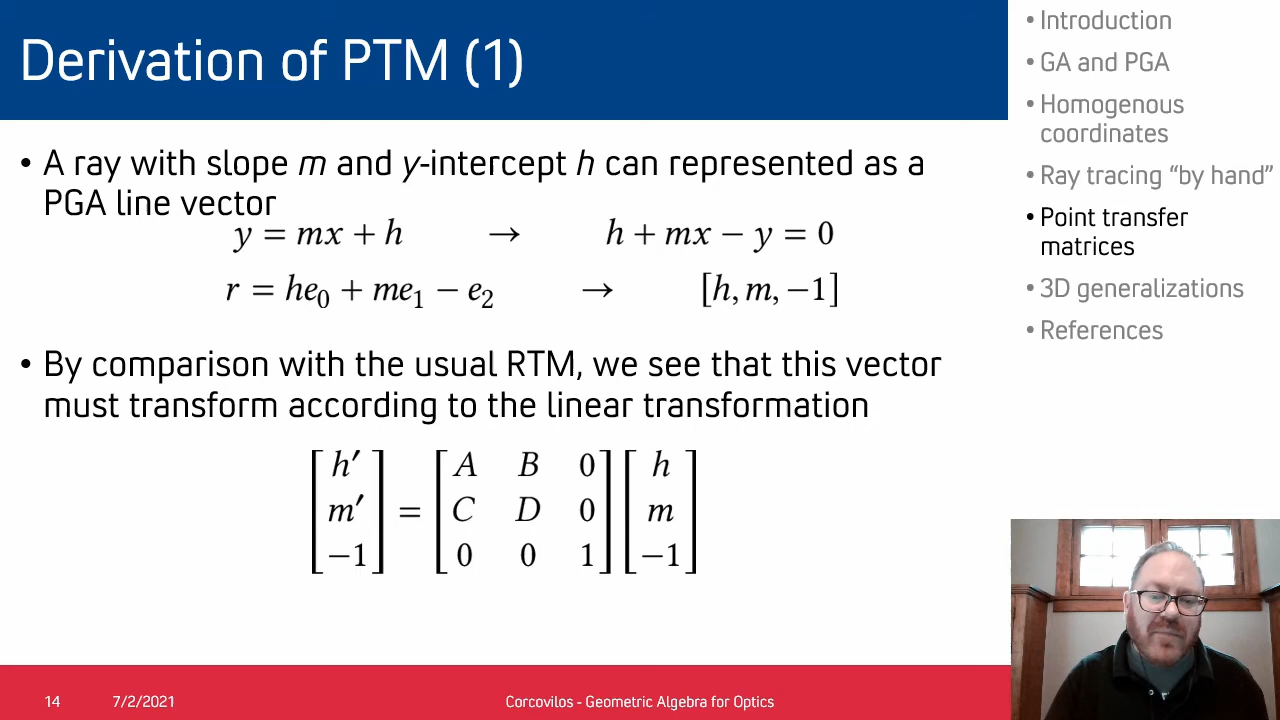 Derivation of PTM (1)
• A ray with slope m and y-intercept h can represented as a
PGA line vector
y = mx + h → h + mx − y = 0
r = he₀ + me₁ − e₂ → [h, m, −1]
• By comparison with the usual RTM, we see that this vector
must transform according to the linear transformation
[h′ m′ −1] = [A B 0; C D 0; 0 0 1] [h m −1]
14 7/2/2021 Corcovilos - Geometric Algebra for Optics
• Introduction
• GA and PGA
• Homogenous
coordinates
• Ray tracing “by hand”
• Point transfer
matrices
• 3D generalizations
• References